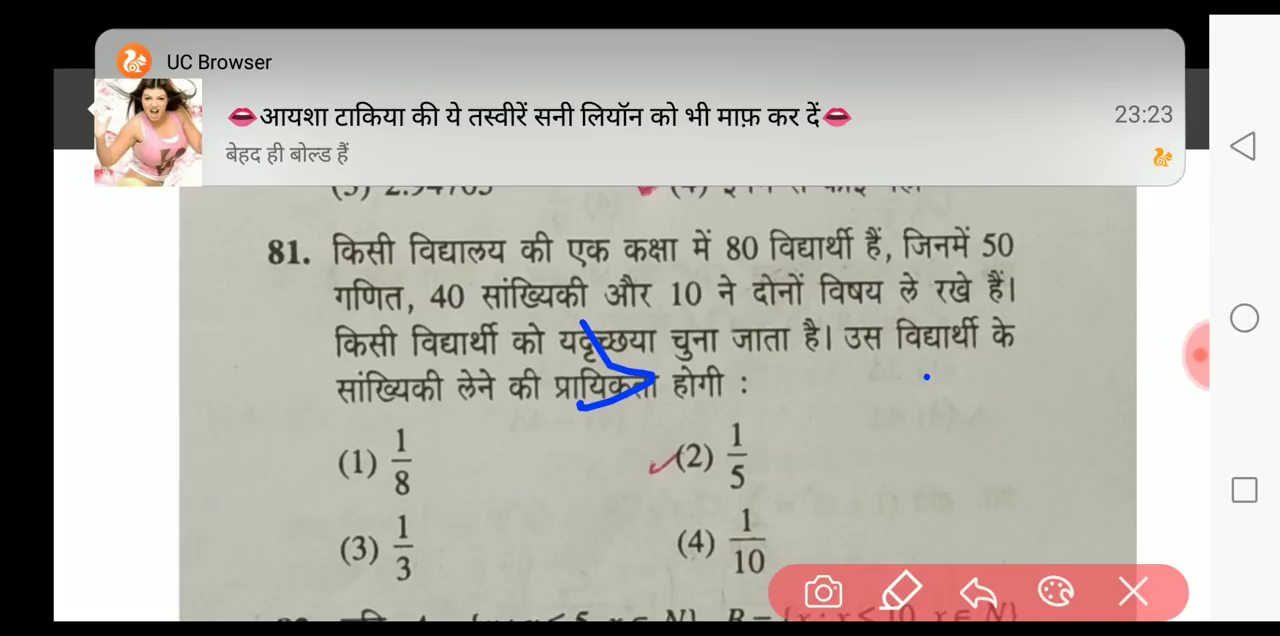 UC Browser
👄आयशा टाकिया की ये तस्वीरें सनी लियॉन को भी माफ़ कर दें👄
23:23
बेहद ही बोल्ड हैं
81. किसी विद्यालय की एक कक्षा में 80 विद्यार्थी हैं, जिनमें 50
गणित, 40 सांख्यिकी और 10 ने दोनों विषय ले रखे हैं।
किसी विद्यार्थी को यदृच्छया चुना जाता है। उस विद्यार्थी के
सांख्यिकी लेने की प्रायिकता होगी :
(1) 1/8 (2) 1/5
(3) 1/3 (4) 1/10